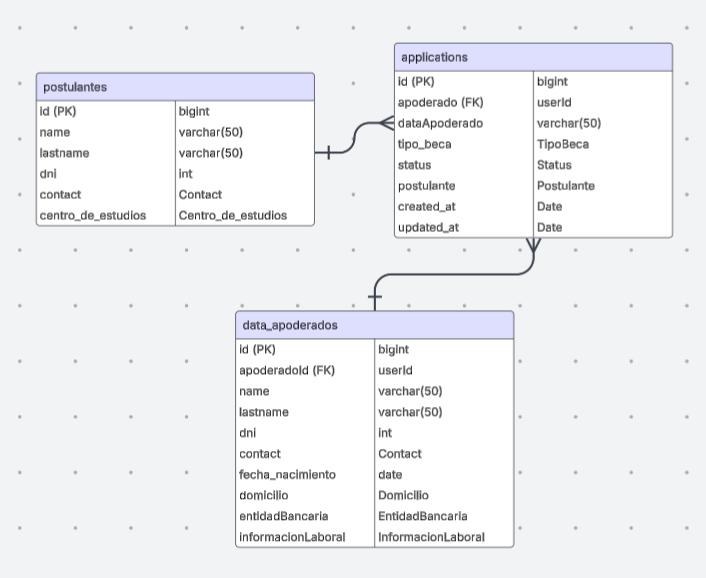 postulantes
id (PK) bigint
name varchar(50)
lastname varchar(50)
dni int
contact Contact
centro_de_estudios Centro_de_estudios
applications
id (PK) bigint
apoderado (FK) userId
dataApoderado varchar(50)
tipo_beca TipoBeca
status Status
postulante Postulante
created_at Date
updated_at Date
data_apoderados
id (PK) bigint
apoderadoId (FK) userId
name varchar(50)
lastname varchar(50)
dni int
contact Contact
fecha_nacimiento date
domicilio Domicilio
entidadBancaria EntidadBancaria
informacionLaboral InformacionLaboral